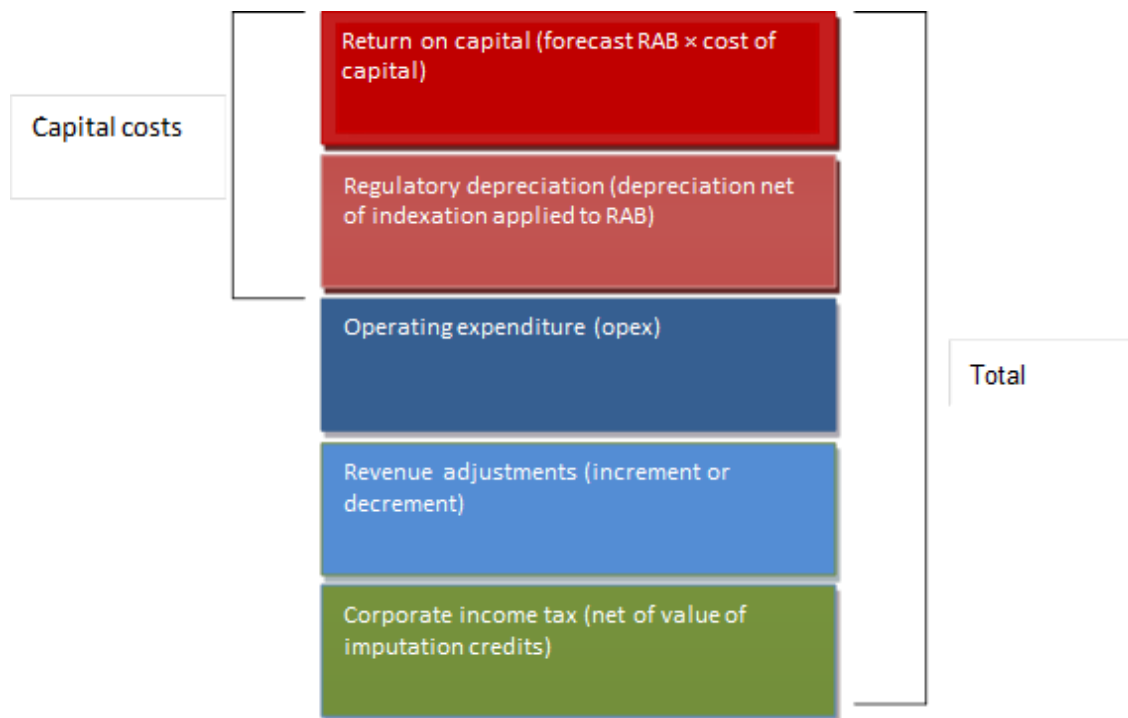 Return on capital (forecast RAB × cost of
capital)
Capital costs
Regulatory depreciation (depreciation net
of indexation applied to RAB)
Operating expenditure (opex)
Total
Revenue adjustments (increment or
decrement)
Corporate income tax (net of value of
imputation credits)